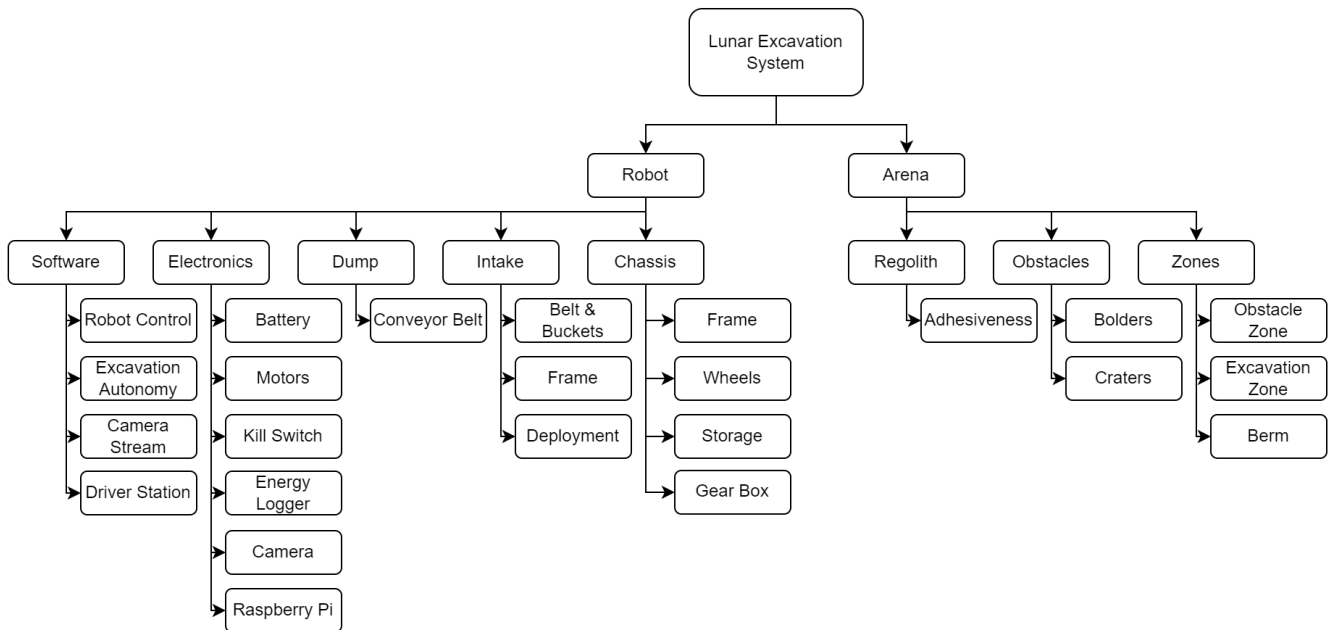 Lunar Excavation
System
Robot
Arena
Software
Electronics
Dump
Intake
Chassis
Regolith
Obstacles
Zones
Robot Control
Excavation
Autonomy
Camera
Stream
Driver Station
Battery
Motors
Kill Switch
Energy
Logger
Camera
Raspberry Pi
Conveyor Belt
Belt &
Buckets
Frame
Deployment
Frame
Wheels
Storage
Gear Box
Adhesiveness
Bolders
Craters
Obstacle
Zone
Excavation
Zone
Berm